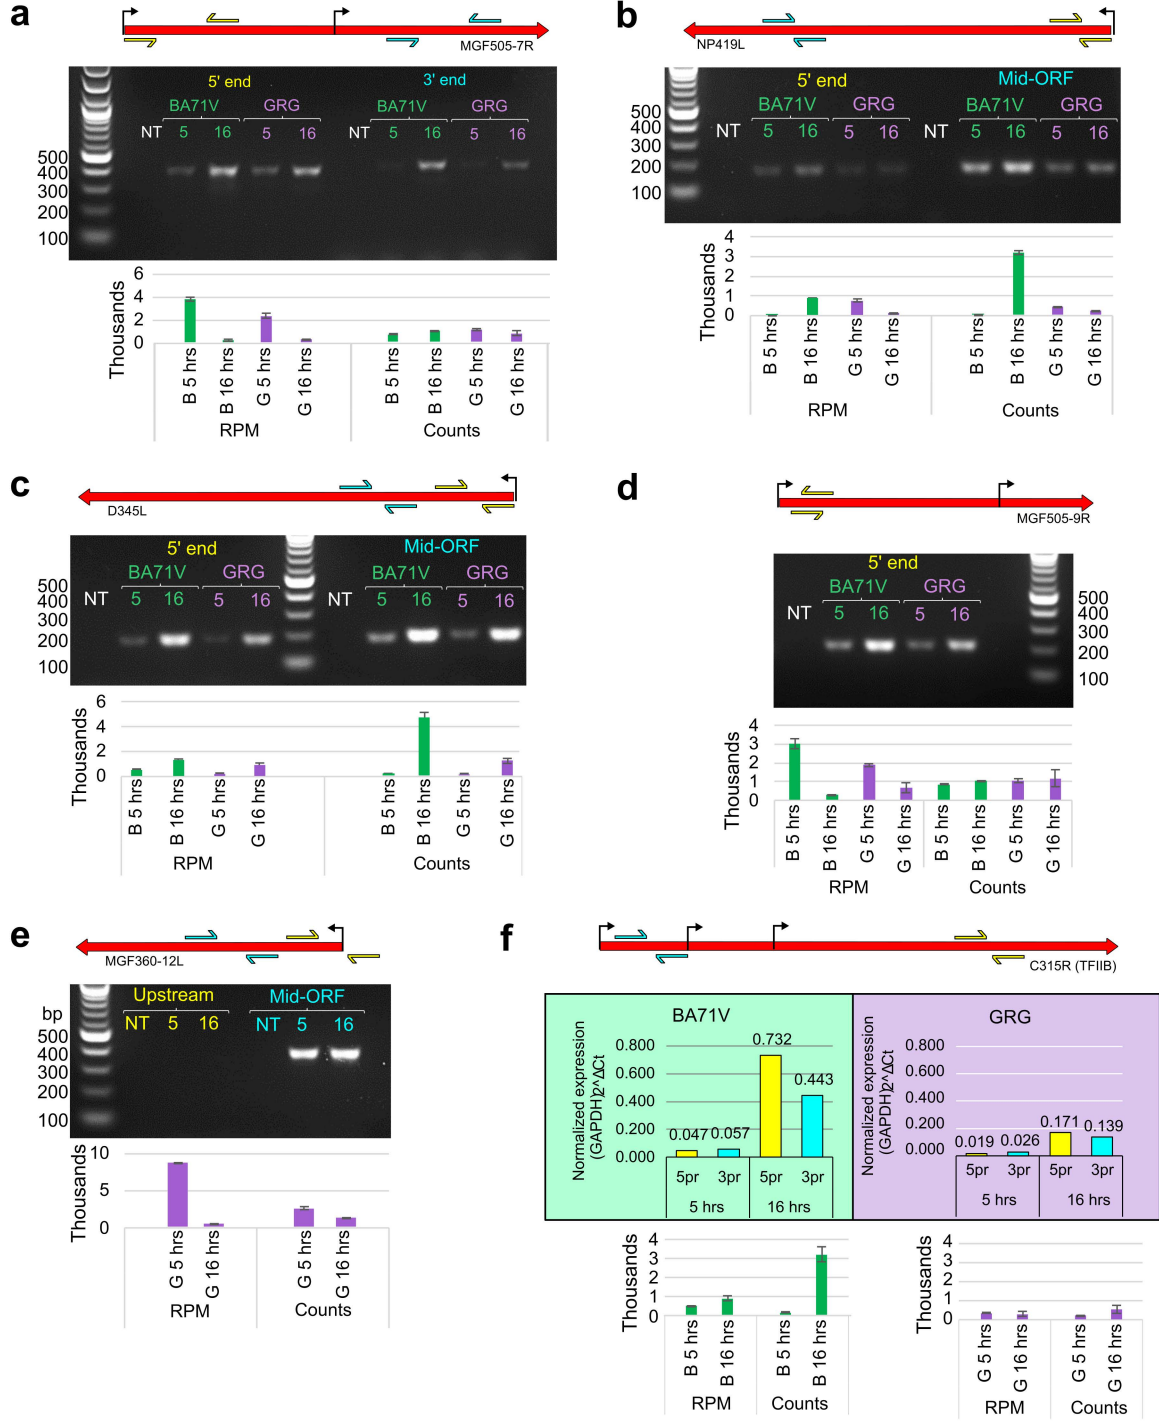 a
MGF505-7R
5' end
3' end
BA71V
GRG
BA71V
GRG
NT
5
16
5
16
NT
5
16
5
16
500
400
300
200
100
Thousands
6
4
2
0
B 5 hrs
B 16 hrs
G 5 hrs
G 16 hrs
B 5 hrs
B 16 hrs
G 5 hrs
G 16 hrs
RPM
Counts
b
NP419L
5' end
Mid-ORF
BA71V
GRG
BA71V
GRG
NT
5
16
5
16
NT
5
16
5
16
500
400
300
200
100
Thousands
4
3
2
1
0
B 5 hrs
B 16 hrs
G 5 hrs
G 16 hrs
B 5 hrs
B 16 hrs
G 5 hrs
G 16 hrs
RPM
Counts
c
D345L
5' end
Mid-ORF
BA71V
GRG
BA71V
GRG
NT
5
16
5
16
NT
5
16
5
16
500
400
300
200
100
Thousands
6
4
2
0
B 5 hrs
B 16 hrs
G 5 hrs
G 16 hrs
B 5 hrs
B 16 hrs
G 5 hrs
G 16 hrs
RPM
Counts
d
MGF505-9R
5' end
BA71V
GRG
NT
5
16
5
16
500
400
300
200
100
Thousands
4
3
2
1
0
B 5 hrs
B 16 hrs
G 5 hrs
G 16 hrs
B 5 hrs
B 16 hrs
G 5 hrs
G 16 hrs
RPM
Counts
e
MGF360-12L
Upstream
Mid-ORF
bp
NT
5
16
NT
5
16
500
400
300
200
100
Thousands
10
5
0
G 5 hrs
G 16 hrs
G 5 hrs
G 16 hrs
RPM
Counts
f
C315R (TFIIB)
BA71V
Normalized expression
(GAPDH)2^ΔCt
0.800
0.600
0.400
0.200
0.000
0.047
0.057
0.732
0.443
5pr
3pr
5pr
3pr
5 hrs
16 hrs
GRG
Normalized expression
(GAPDH)2^ΔCt
0.800
0.600
0.400
0.200
0.000
0.019
0.026
0.171
0.139
5pr
3pr
5pr
3pr
5 hrs
16 hrs
Thousands
4
3
2
1
0
B 5 hrs
B 16 hrs
B 5 hrs
B 16 hrs
RPM
Counts
Thousands
4
3
2
1
0
G 5 hrs
G 16 hrs
G 5 hrs
G 16 hrs
RPM
Counts